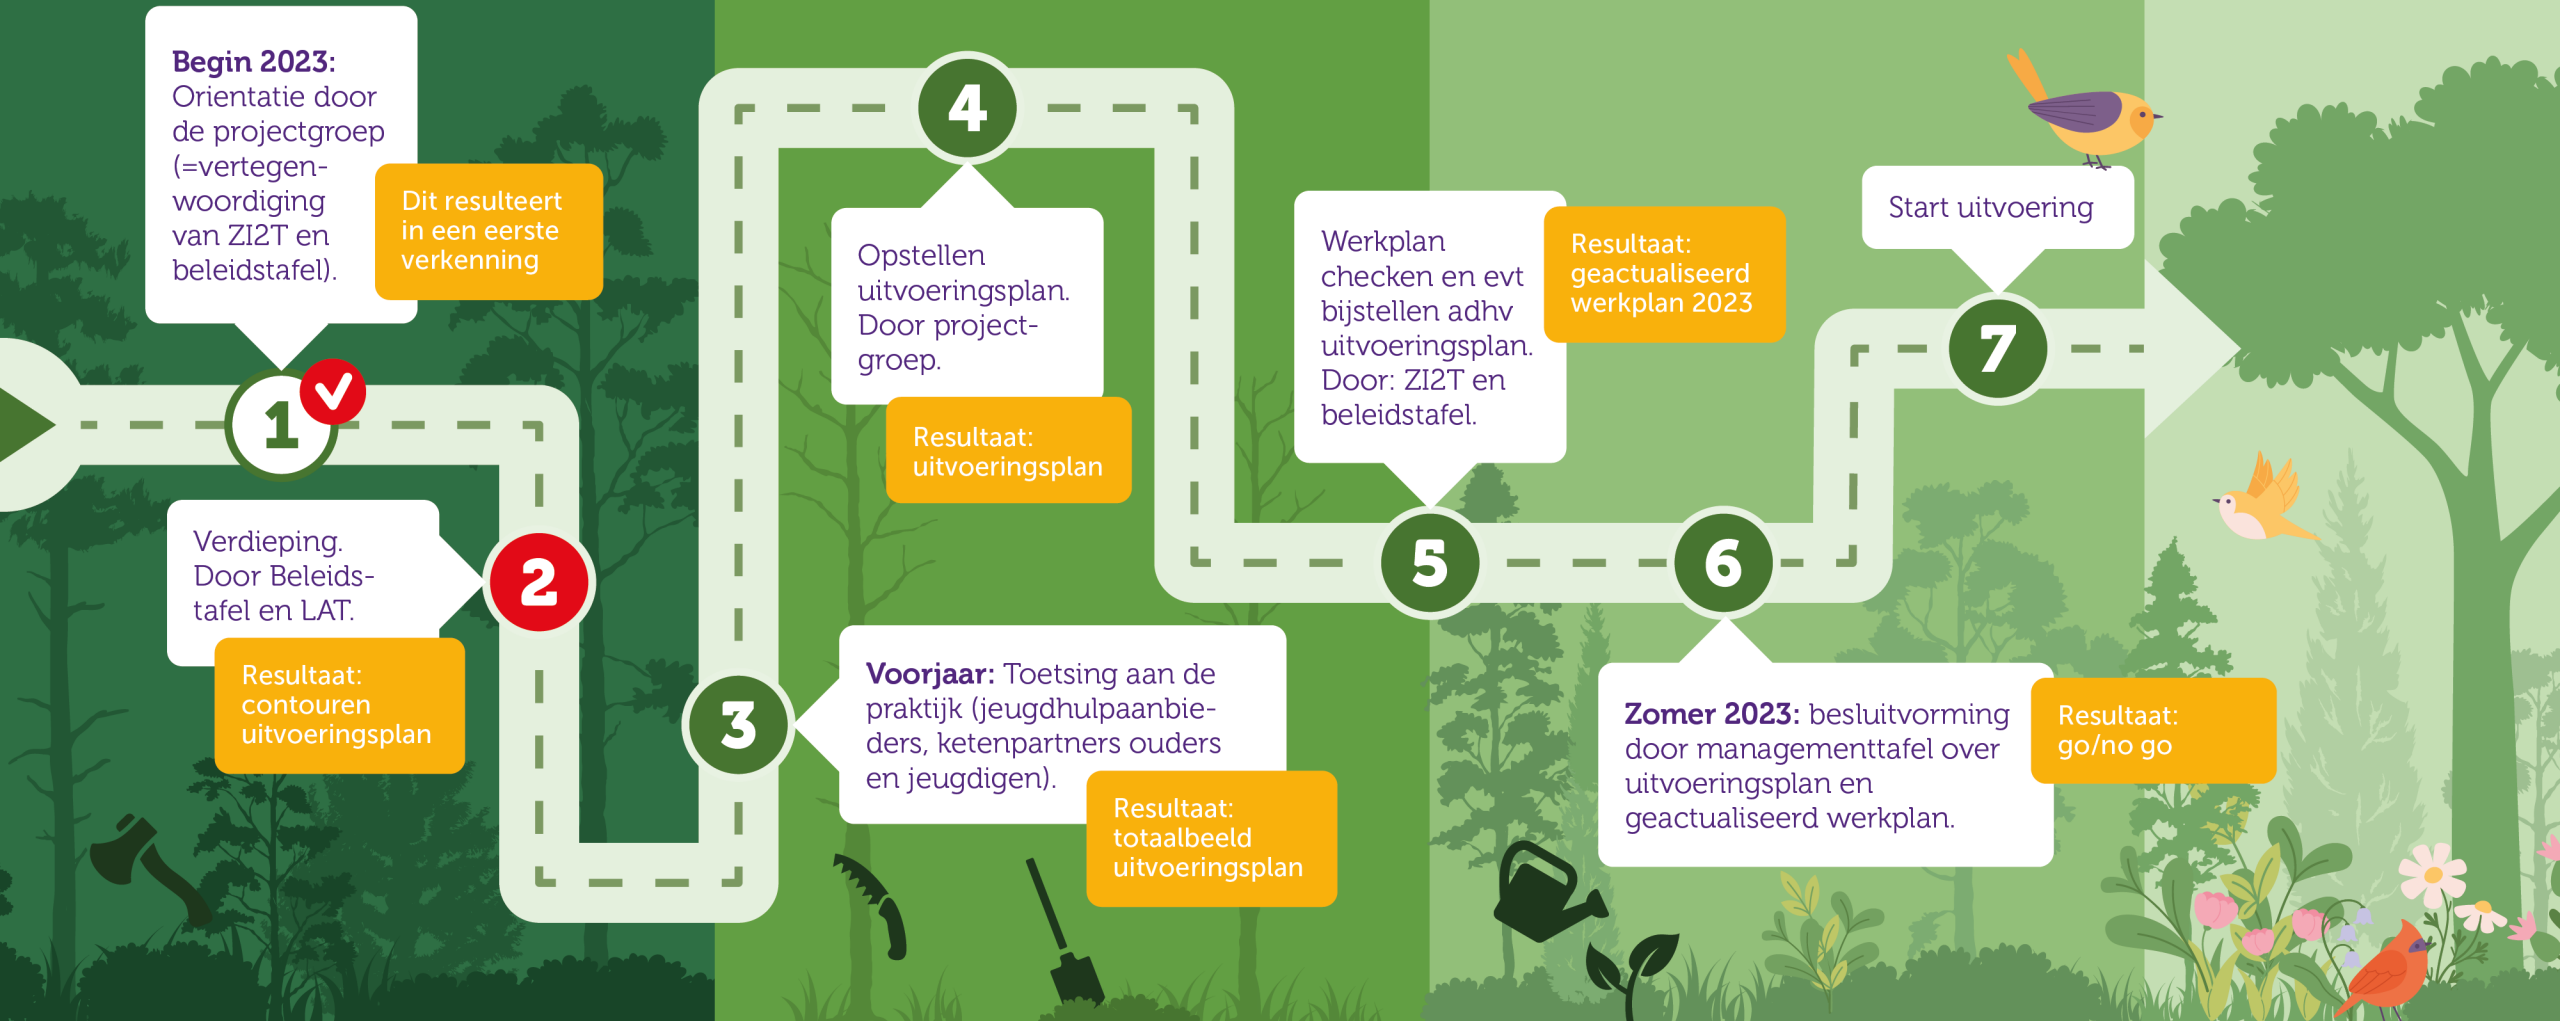 Begin 2023:
Orientatie door
de projectgroep
(=vertegen-
woordiging
van ZI2T en
beleidstafel).
Dit resulteert
in een eerste
verkenning
1
Verdieping.
Door Beleids-
tafel en LAT.
Resultaat:
contouren
uitvoeringsplan
2
3
Voorjaar: Toetsing aan de
praktijk (jeugdhulpaanbie-
ders, ketenpartners ouders
en jeugdigen).
Resultaat:
totaalbeeld
uitvoeringsplan
4
Opstellen
uitvoeringsplan.
Door project-
groep.
Resultaat:
uitvoeringsplan
Werkplan
checken en evt
bijstellen adhv
uitvoeringsplan.
Door: ZI2T en
beleidstafel.
Resultaat:
geactualiseerd
werkplan 2023
5
6
Zomer 2023: besluitvorming
door managementtafel over
uitvoeringsplan en
geactualiseerd werkplan.
Resultaat:
go/no go
Start uitvoering
7